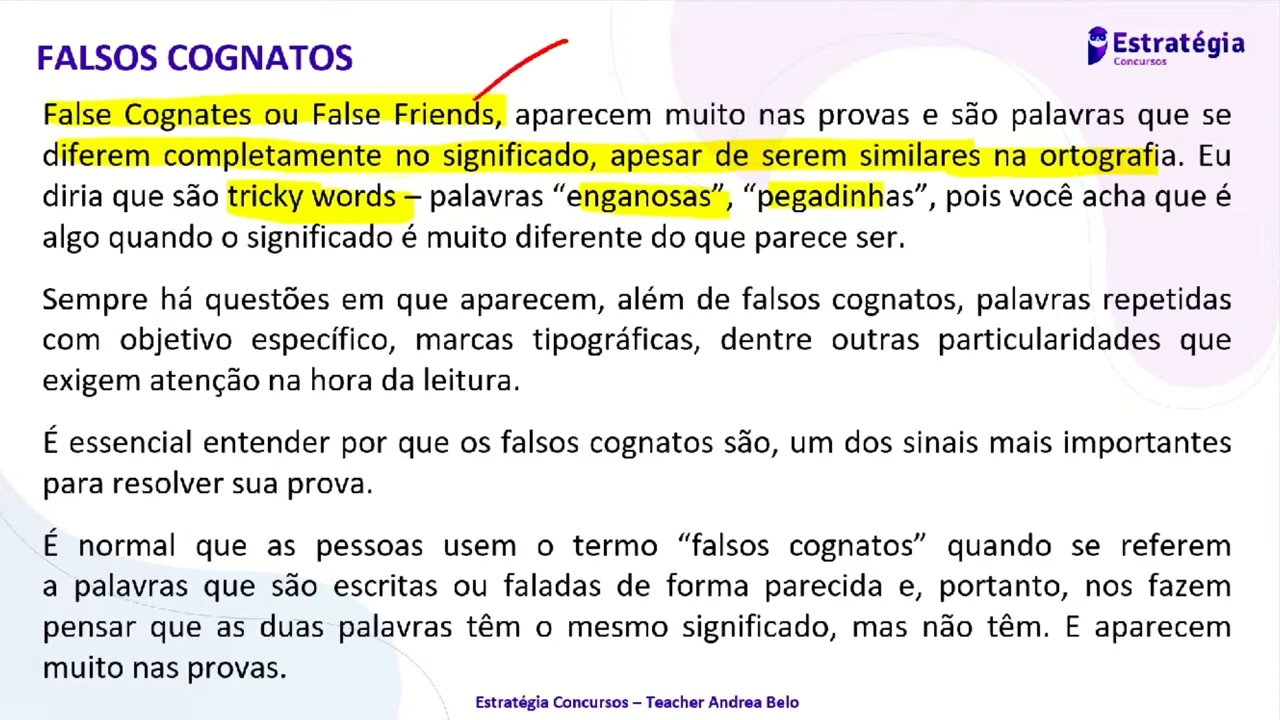 FALSOS COGNATOS
Estratégia
Concursos
False Cognates ou False Friends, aparecem muito nas provas e são palavras que se
diferem completamente no significado, apesar de serem similares na ortografia. Eu
diria que são tricky words – palavras “enganosas”, “pegadinhas”, pois você acha que é
algo quando o significado é muito diferente do que parece ser.
Sempre há questões em que aparecem, além de falsos cognatos, palavras repetidas
com objetivo específico, marcas tipográficas, dentre outras particularidades que
exigem atenção na hora da leitura.
É essencial entender por que os falsos cognatos são, um dos sinais mais importantes
para resolver sua prova.
É normal que as pessoas usem o termo “falsos cognatos” quando se referem
a palavras que são escritas ou faladas de forma parecida e, portanto, nos fazem
pensar que as duas palavras têm o mesmo significado, mas não têm. E aparecem
muito nas provas.
Estratégia Concursos – Teacher Andrea Belo